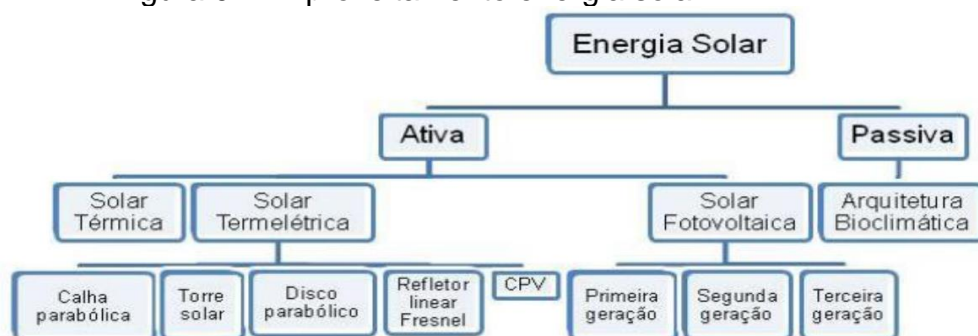 Energia Solar
Ativa
Passiva
Solar
Térmica
Solar
Termelétrica
Solar
Fotovoltaica
Arquitetura
Bioclimática
Calha
parabólica
Torre
solar
Disco
parabólico
Refletor
linear
Fresnel
CPV
Primeira
geração
Segunda
geração
Terceira
geração